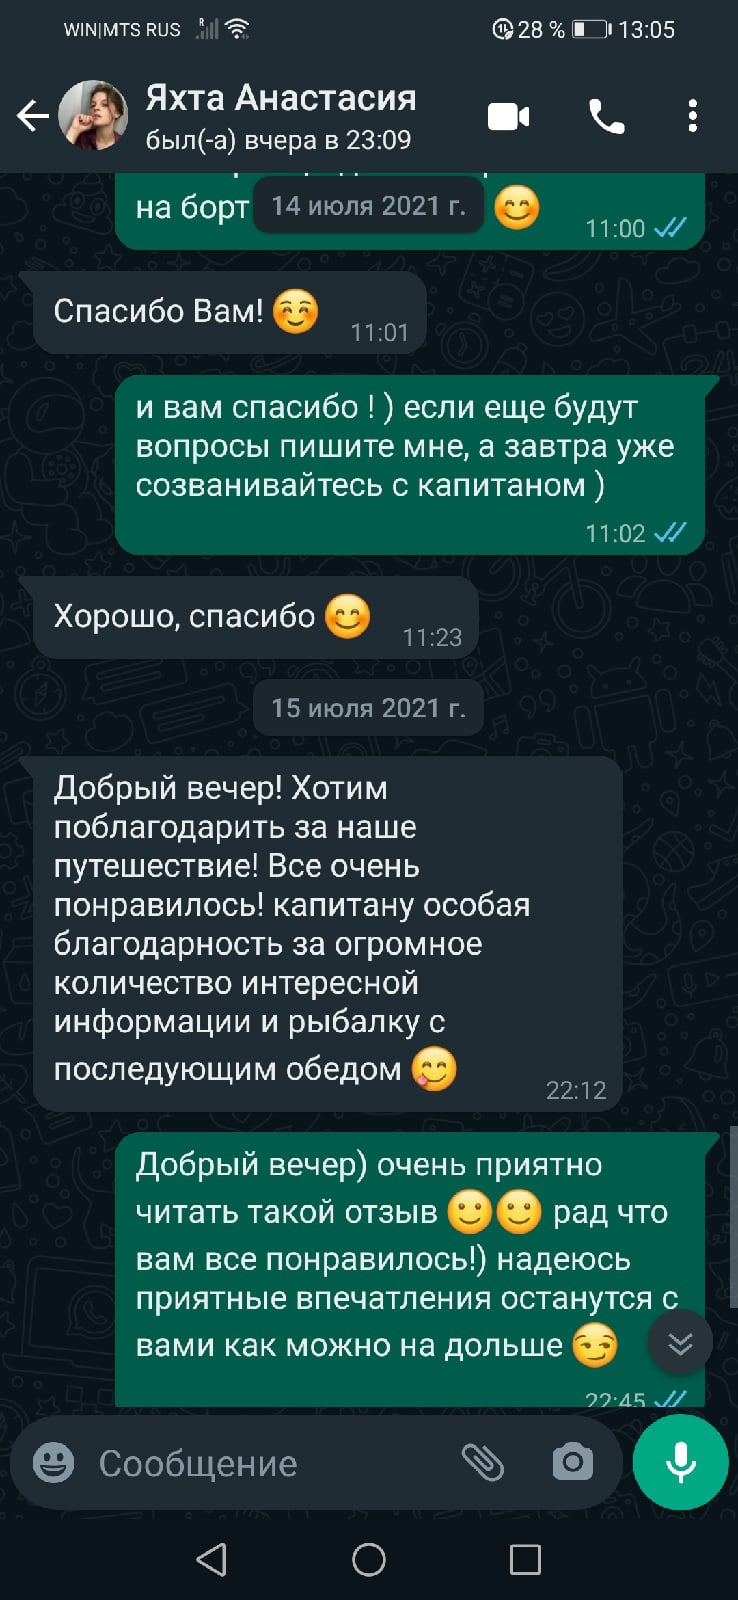 WIN|MTS RUS R 28 % 13:05
Яхта Анастасия
был(-а) вчера в 23:09
на борт 14 июля 2021 г.
11:00
Спасибо Вам!
11:01
и вам спасибо ! ) если еще будут
вопросы пишите мне, а завтра уже
созванивайтесь с капитаном )
11:02
Хорошо, спасибо
11:23
15 июля 2021 г.
Добрый вечер! Хотим
поблагодарить за наше
путешествие! Все очень
понравилось! капитану особая
благодарность за огромное
количество интересной
информации и рыбалку с
последующим обедом 😋
22:12
Добрый вечер) очень приятно
читать такой отзыв 🙂🙂 рад что
вам все понравилось!) надеюсь
приятные впечатления останутся с
вами как можно на дольше 😏
22:45
Сообщение